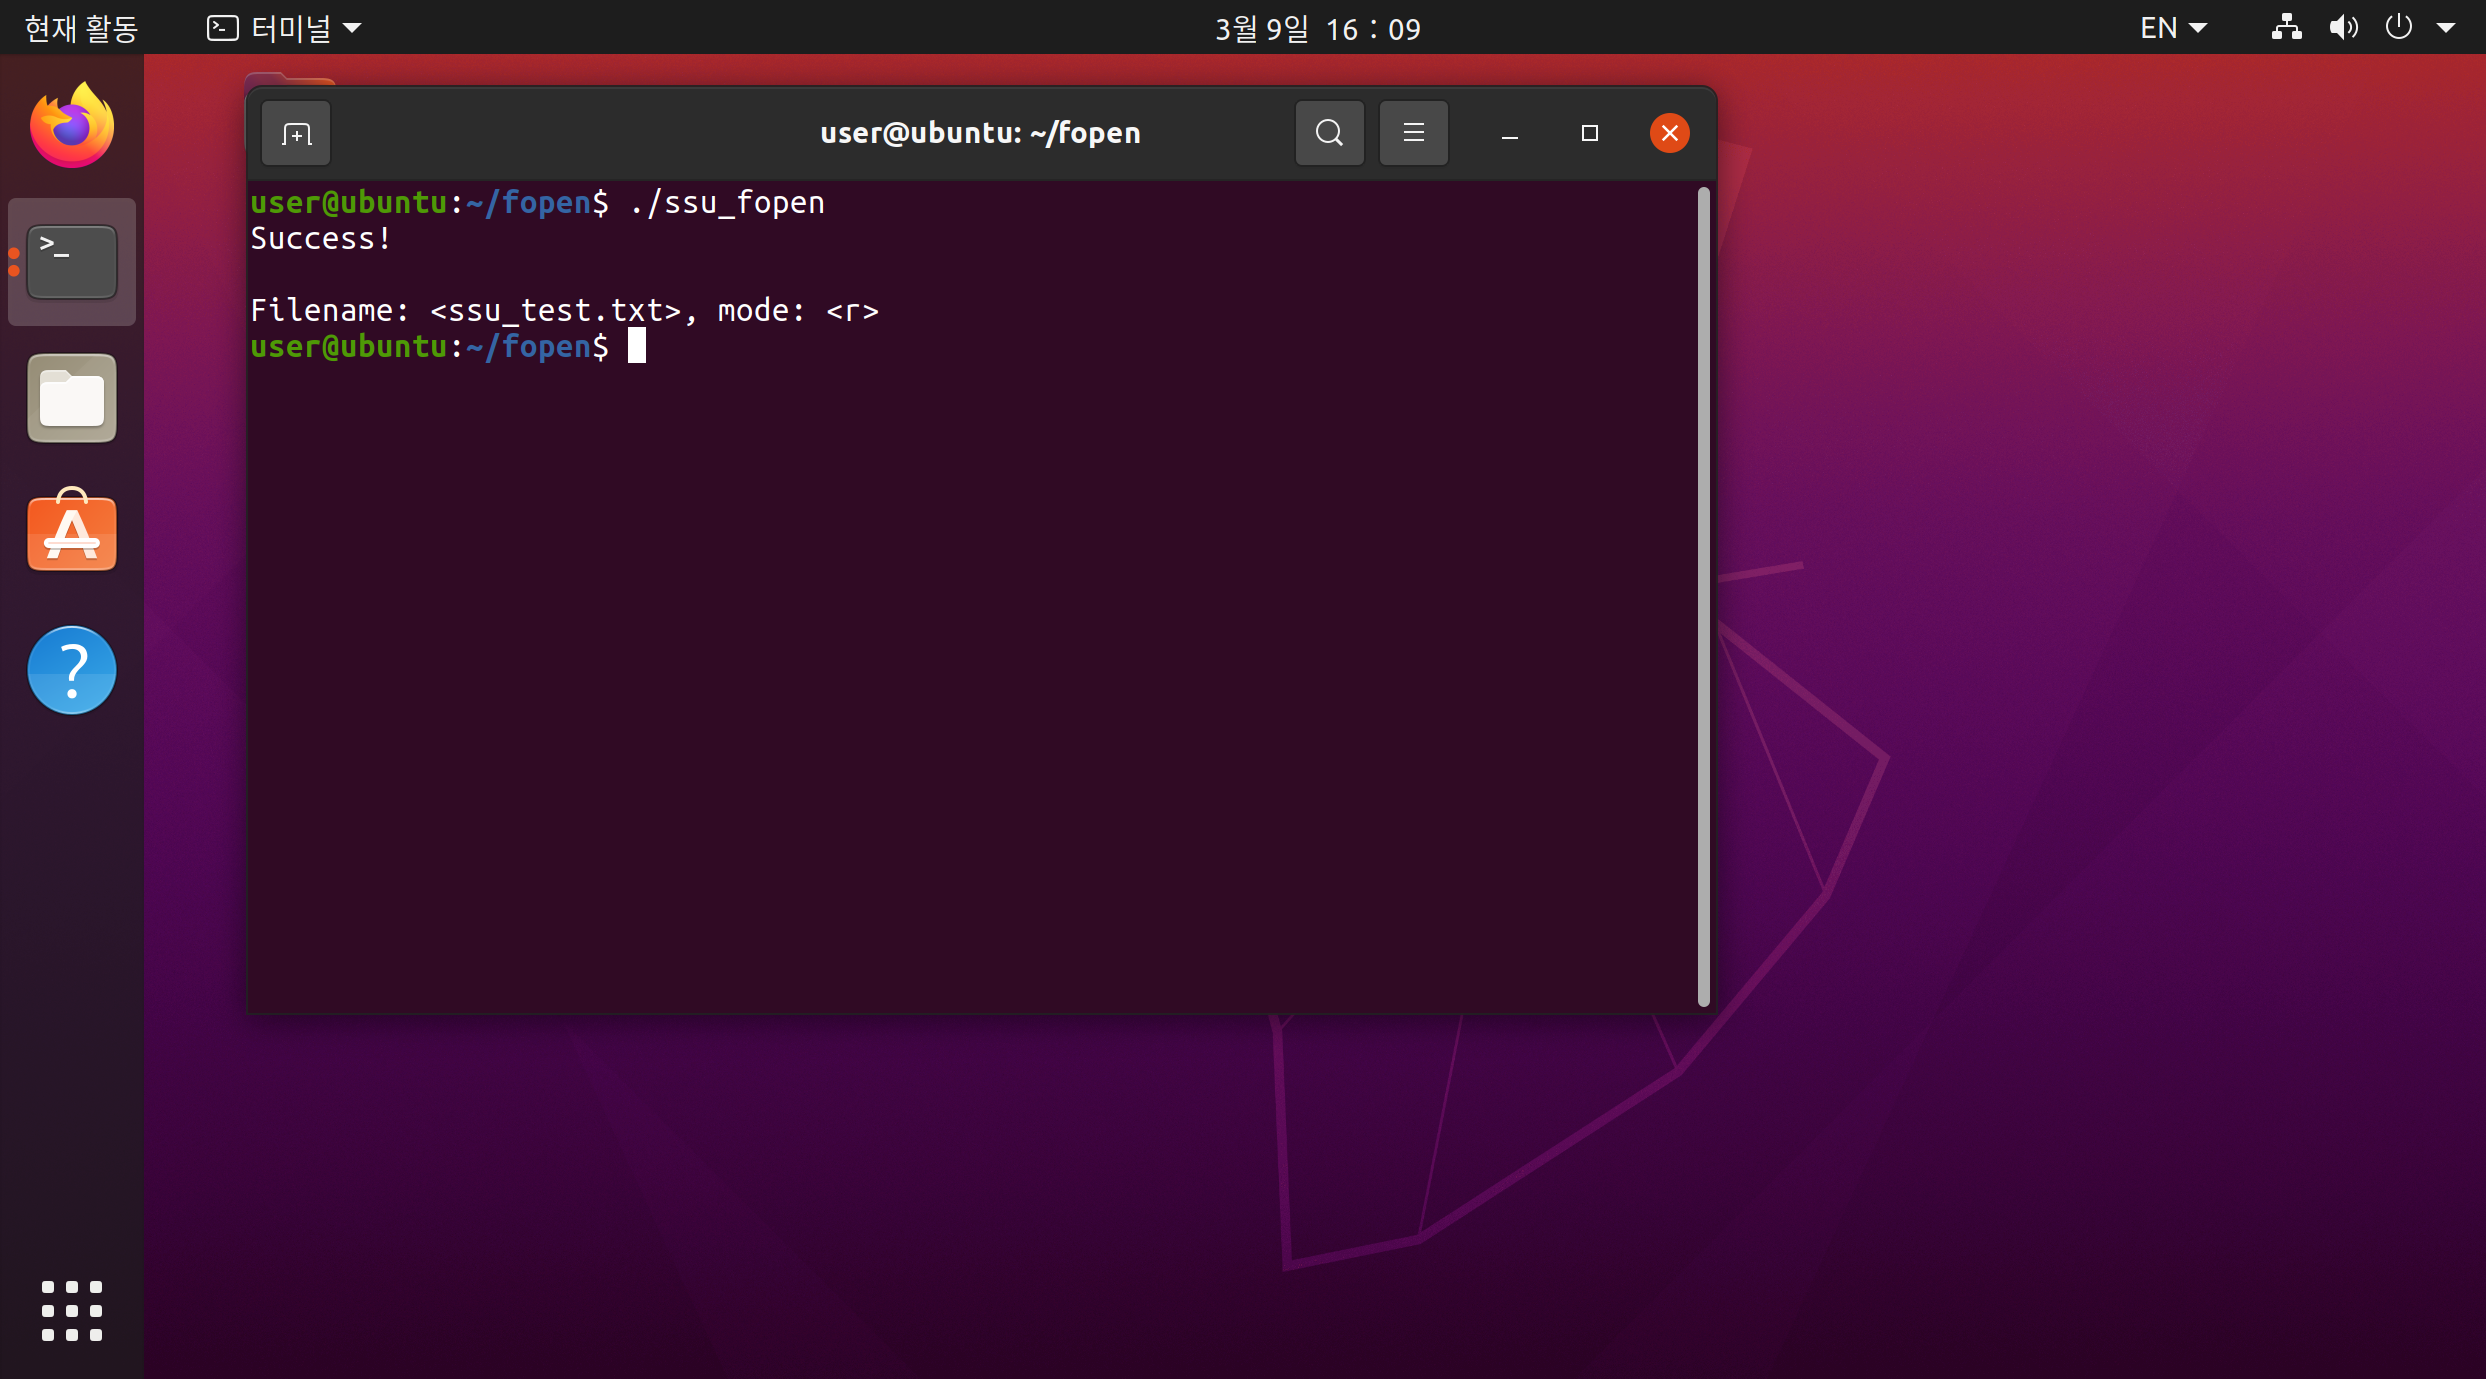 현재 활동
터미널
3월 9일 16 : 09
EN
user@ubuntu: ~/fopen
user@ubuntu:~/fopen$ ./ssu_fopen
Success!
Filename: <ssu_test.txt>, mode: <r>
user@ubuntu:~/fopen$